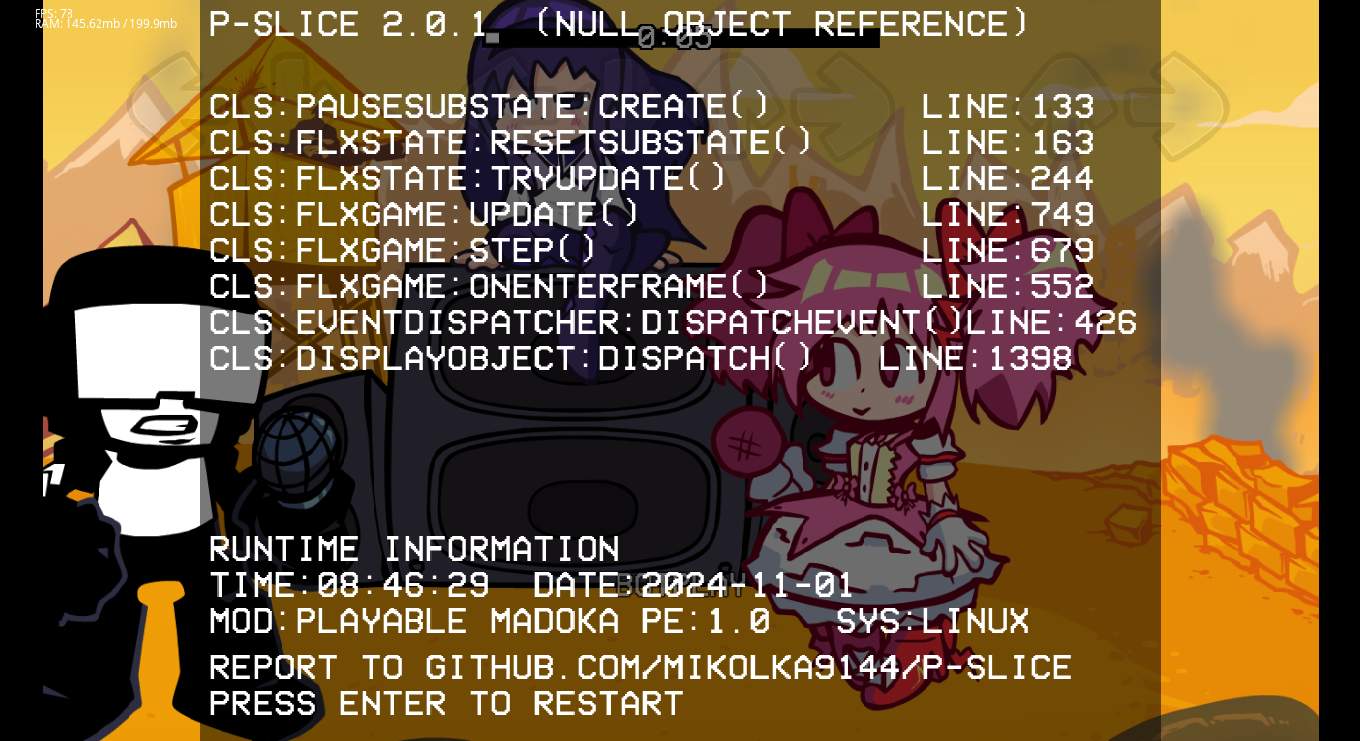 FPS: 73
RAM: 145.62mb / 199.9mb
P-SLICE 2.0.1 (NULL OBJECT REFERENCE)
0:05
CLS:PAUSESUBSTATE:CREATE() LINE:133
CLS:FLXSTATE:RESETSUBSTATE() LINE:163
CLS:FLXSTATE:TRYUPDATE() LINE:244
CLS:FLXGAME:UPDATE() LINE:749
CLS:FLXGAME:STEP() LINE:679
CLS:FLXGAME:ONENTERFRAME() LINE:552
CLS:EVENTDISPATCHER:DISPATCHEVENT()LINE:426
CLS:DISPLAYOBJECT:DISPATCH() LINE:1398
RUNTIME INFORMATION
TIME:08:46:29 DATE:2024-11-01
BOTPLAY
MOD:PLAYABLE MADOKA PE:1.0 SYS:LINUX
REPORT TO GITHUB.COM/MIKOLKA9144/P-SLICE
PRESS ENTER TO RESTART